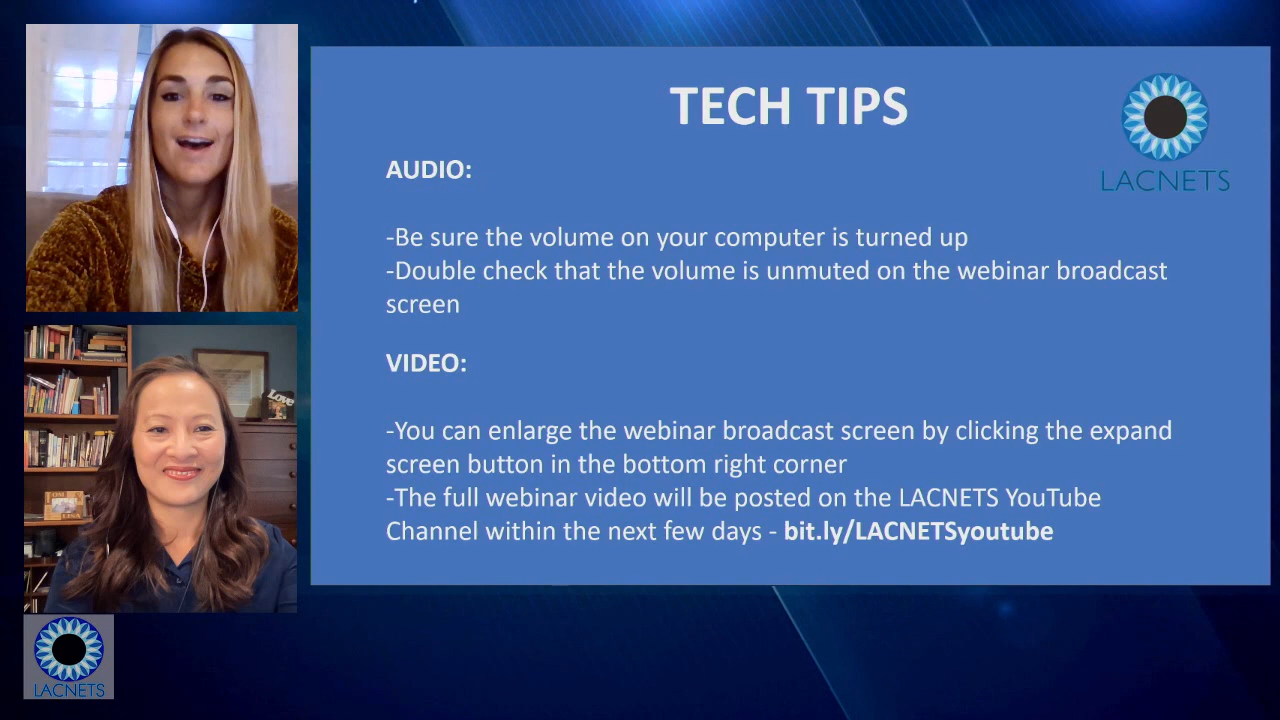 TECH TIPS
LACNETS
AUDIO:
-Be sure the volume on your computer is turned up
-Double check that the volume is unmuted on the webinar broadcast
screen
VIDEO:
-You can enlarge the webinar broadcast screen by clicking the expand
screen button in the bottom right corner
-The full webinar video will be posted on the LACNETS YouTube
Channel within the next few days - bit.ly/LACNETSyoutube
Love
LACNETS